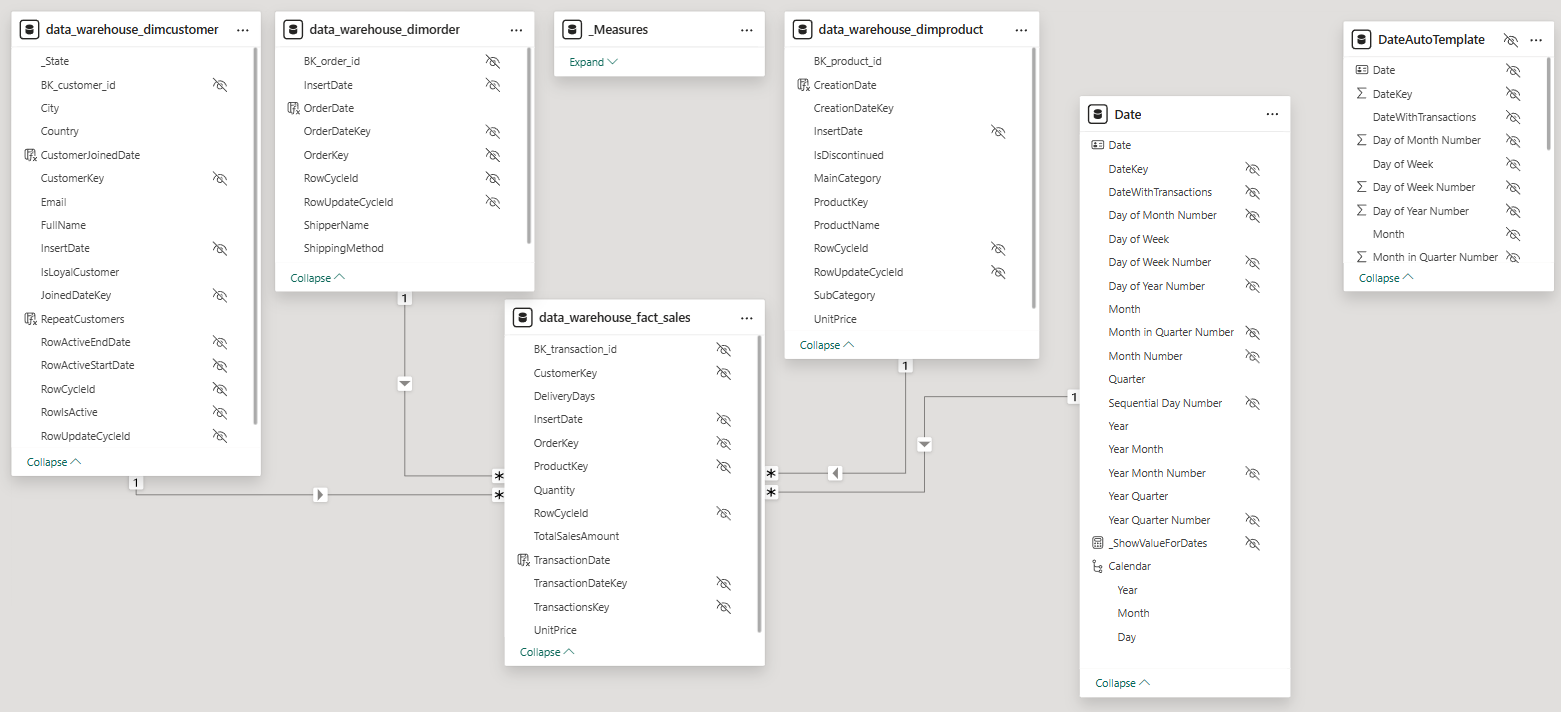 data_warehouse_dimcustomer
_State
BK_customer_id
City
Country
CustomerJoinedDate
CustomerKey
Email
FullName
InsertDate
IsLoyalCustomer
JoinedDateKey
RepeatCustomers
RowActiveEndDate
RowActiveStartDate
RowCycleId
RowIsActive
RowUpdateCycleId
Collapse
1
data_warehouse_dimorder
BK_order_id
InsertDate
OrderDate
OrderDateKey
OrderKey
RowCycleId
RowUpdateCycleId
ShipperName
ShippingMethod
Collapse
1
_Measures
Expand
data_warehouse_fact_sales
BK_transaction_id
CustomerKey
DeliveryDays
InsertDate
OrderKey
ProductKey
Quantity
RowCycleId
TotalSalesAmount
TransactionDate
TransactionDateKey
TransactionsKey
UnitPrice
Collapse
*
*
*
*
data_warehouse_dimproduct
BK_product_id
CreationDate
CreationDateKey
InsertDate
IsDiscontinued
MainCategory
ProductKey
ProductName
RowCycleId
RowUpdateCycleId
SubCategory
UnitPrice
Collapse
1
Date
Date
DateKey
DateWithTransactions
Day of Month Number
Day of Week
Day of Week Number
Day of Year Number
Month
Month in Quarter Number
Month Number
Quarter
Sequential Day Number
Year
Year Month
Year Month Number
Year Quarter
Year Quarter Number
_ShowValueForDates
Calendar
Year
Month
Day
Collapse
1
DateAutoTemplate
Date
∑ DateKey
DateWithTransactions
∑ Day of Month Number
Day of Week
∑ Day of Week Number
∑ Day of Year Number
Month
∑ Month in Quarter Number
Collapse